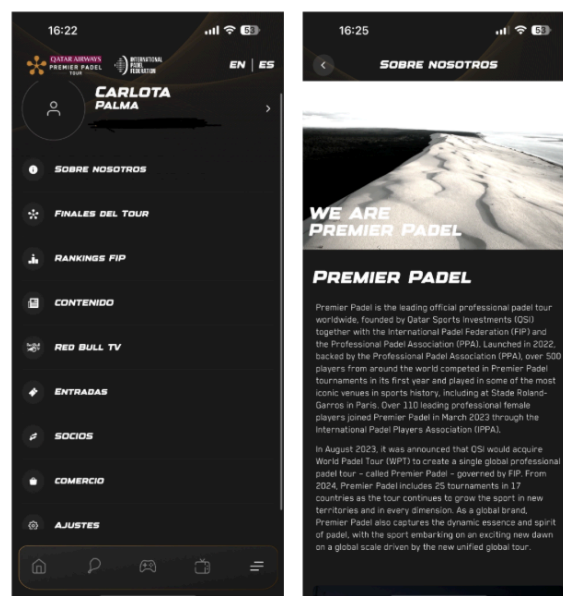 16:22
53
QATAR AIRWAYS
PREMIER PADEL
TOUR
INTERNATIONAL
PADEL
FEDERATION
EN | ES
CARLOTA
PALMA
SOBRE NOSOTROS
FINALES DEL TOUR
RANKINGS FIP
CONTENIDO
RED BULL TV
ENTRADAS
SOCIOS
COMERCIO
AJUSTES
16:25
53
SOBRE NOSOTROS
WE ARE
PREMIER PADEL
PREMIER PADEL
Premier Padel is the leading official professional padel tour
worldwide, founded by Qatar Sports Investments (QSI)
together with the International Padel Federation (FIP) and
the Professional Padel Association (PPA). Launched in 2022,
backed by the Professional Padel Association (PPA), over 500
players from around the world competed in Premier Padel
tournaments in its first year and played in some of the most
iconic venues in sports history, including at Stade Roland-
Garros in Paris. Over 110 leading professional female
players joined Premier Padel in March 2023 through the
International Padel Players Association (IPPA).
In August 2023, it was announced that QSI would acquire
World Padel Tour (WPT) to create a single global professional
padel tour – called Premier Padel – governed by FIP. From
2024, Premier Padel includes 25 tournaments in 17
countries as the tour continues to grow the sport in new
territories and in every dimension. As a global brand,
Premier Padel also captures the dynamic essence and spirit
of padel, with the sport embarking on an exciting new dawn
on a global scale driven by the new unified global tour.